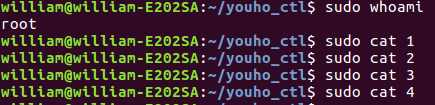 william@william-E202SA:~/youho_ctl$ sudo whoami
root
william@william-E202SA:~/youho_ctl$ sudo cat 1
william@william-E202SA:~/youho_ctl$ sudo cat 2
william@william-E202SA:~/youho_ctl$ sudo cat 3
william@william-E202SA:~/youho_ctl$ sudo cat 4